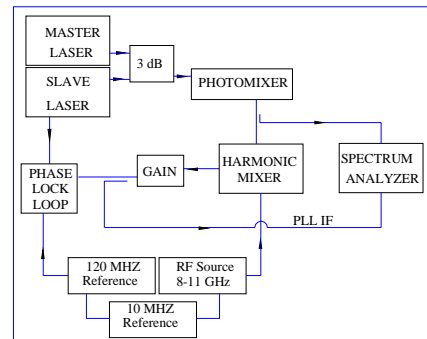 MASTER
LASER
3 dB
SLAVE
LASER
PHOTOMIXER
PHASE
LOCK
LOOP
GAIN
HARMONIC
MIXER
SPECTRUM
ANALYZER
PLL IF
120 MHZ
Reference
RF Source
8-11 GHz
10 MHZ
Reference